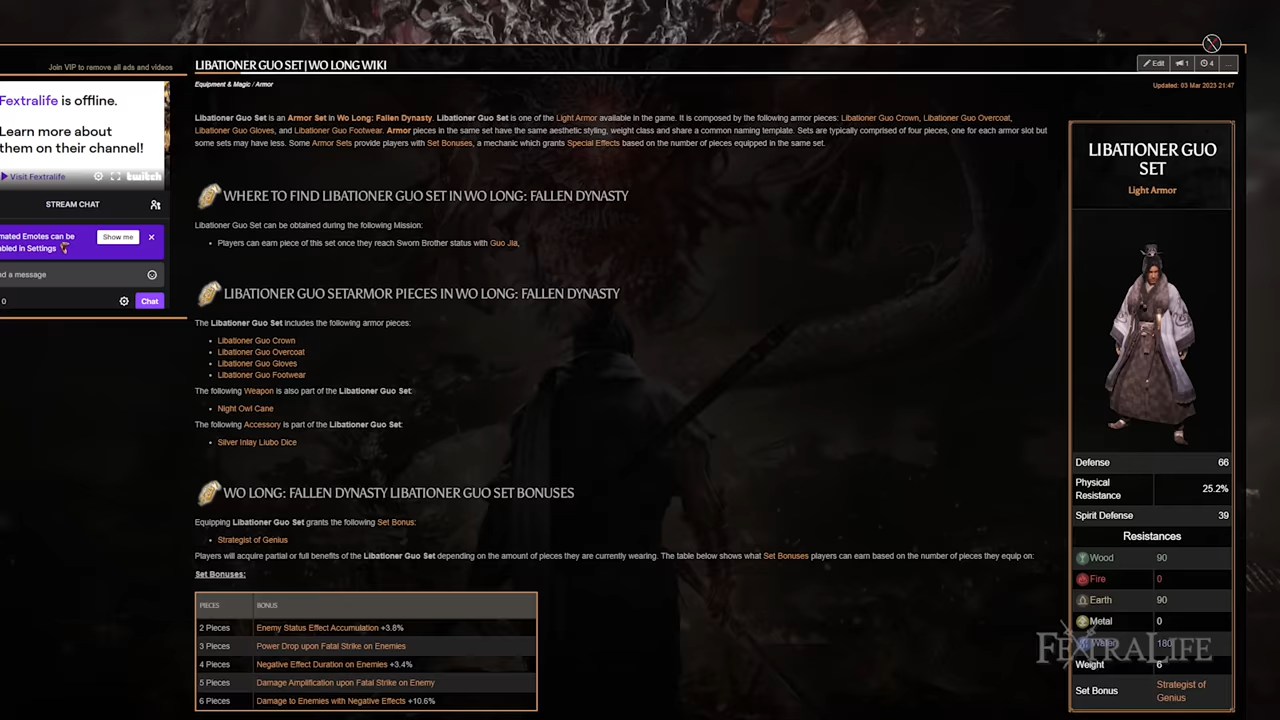 Join VIP to remove all ads and videos
Fextralife is offline.
Learn more about
them on their channel!
Visit Fextralife
twitch
STREAM CHAT
mated Emotes can be
abled in Settings
Show me
nd a message
0
Chat
LIBATIONER GUO SET | WO LONG WIKI
Edit
1
4
...
Equipment & Magic / Armor
Updated: 03 Mar 2023 21:47
Libationer Guo Set is an Armor Set in Wo Long: Fallen Dynasty. Libationer Guo Set is one of the Light Armor available in the game. It is composed by the following armor pieces: Libationer Guo Crown, Libationer Guo Overcoat,
Libationer Guo Gloves, and Libationer Guo Footwear. Armor pieces in the same set have the same aesthetic styling, weight class and share a common naming template. Sets are typically comprised of four pieces, one for each armor slot but
some sets may have less. Some Armor Sets provide players with Set Bonuses, a mechanic which grants Special Effects based on the number of pieces equipped in the same set.
WHERE TO FIND LIBATIONER GUO SET IN WO LONG: FALLEN DYNASTY
Libationer Guo Set can be obtained during the following Mission:
Players can earn piece of this set once they reach Sworn Brother status with Guo Jia,
LIBATIONER GUO SETARMOR PIECES IN WO LONG: FALLEN DYNASTY
The Libationer Guo Set includes the following armor pieces:
Libationer Guo Crown
Libationer Guo Overcoat
Libationer Guo Gloves
Libationer Guo Footwear
The following Weapon is also part of the Libationer Guo Set:
Night Owl Cane
The following Accessory is part of the Libationer Guo Set:
Silver Inlay Liubo Dice
WO LONG: FALLEN DYNASTY LIBATIONER GUO SET BONUSES
Equipping Libationer Guo Set grants the following Set Bonus:
Strategist of Genius
Players will acquire partial or full benefits of the Libationer Guo Set depending on the amount of pieces they are currently wearing. The table below shows what Set Bonuses players can earn based on the number of pieces they equip on:
Set Bonuses:
PIECES BONUS
2 Pieces Enemy Status Effect Accumulation +3.8%
3 Pieces Power Drop upon Fatal Strike on Enemies
4 Pieces Negative Effect Duration on Enemies +3.4%
5 Pieces Damage Amplification upon Fatal Strike on Enemy
6 Pieces Damage to Enemies with Negative Effects +10.6%
LIBATIONER GUO
SET
Light Armor
Defense 66
Physical
Resistance 25.2%
Spirit Defense 39
Resistances
Wood 90
Fire 0
Earth 90
Metal 0
Water 180
Weight 6
Set Bonus Strategist of
Genius
FEXTRALIFE